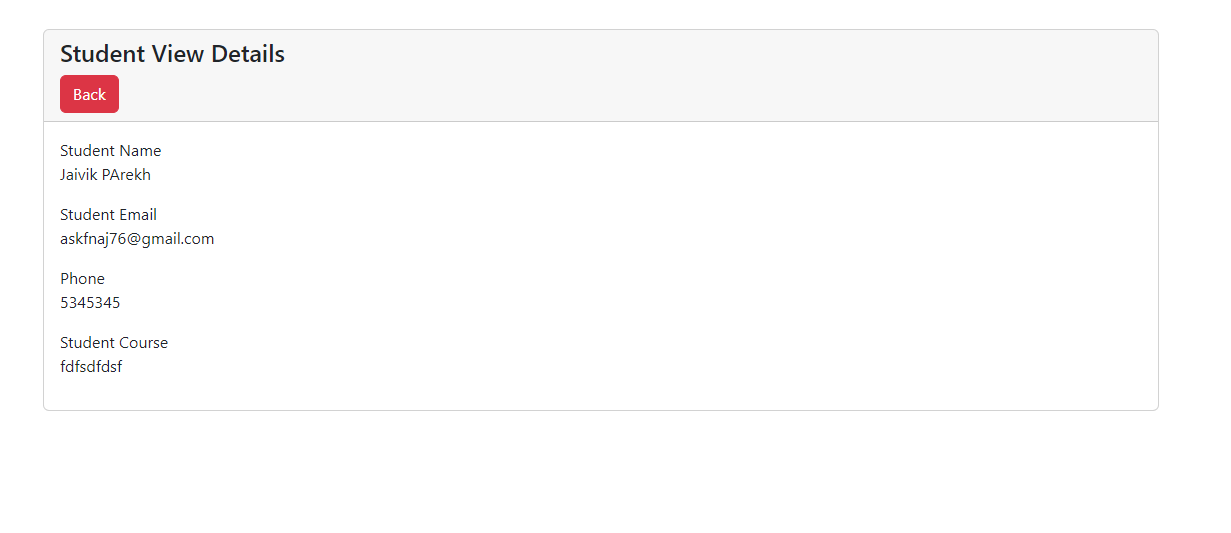 Student View Details
Back
Student Name
Jaivik PArekh
Student Email
askfnaj76@gmail.com
Phone
5345345
Student Course
fdfsdfdsf